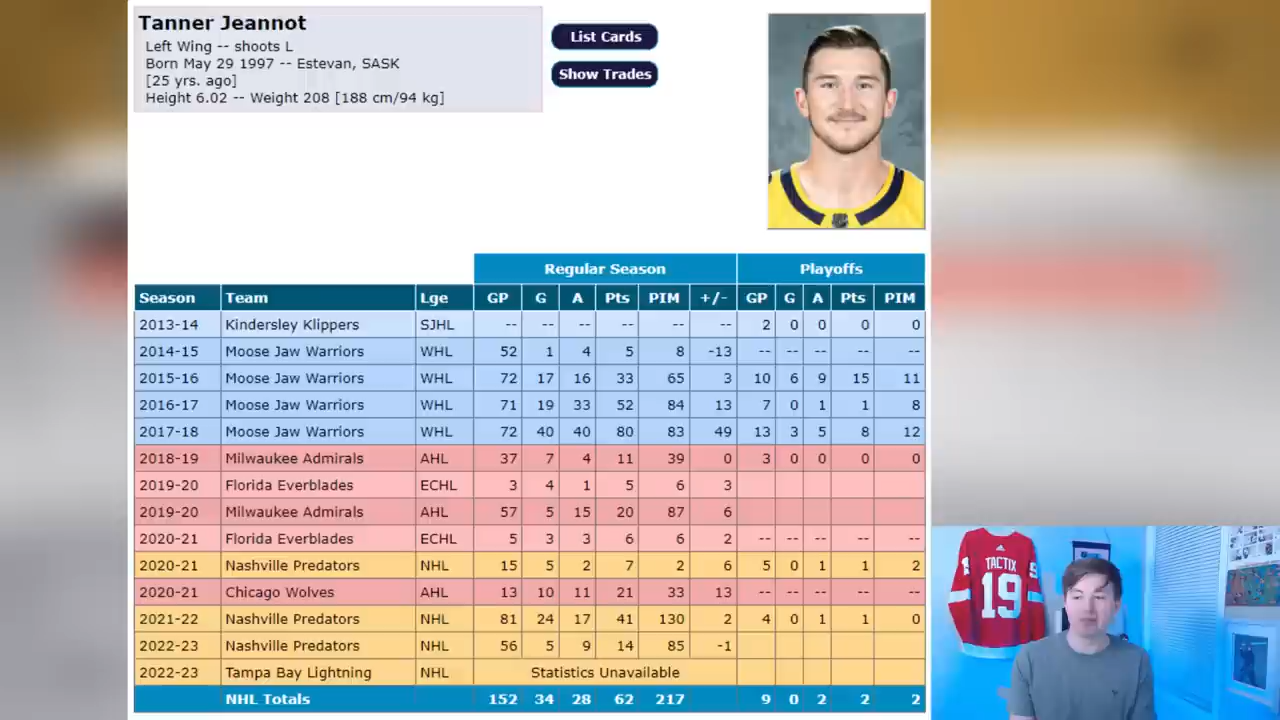 Tanner Jeannot
Left Wing -- shoots L
Born May 29 1997 -- Estevan, SASK
[25 yrs. ago]
Height 6.02 -- Weight 208 [188 cm/94 kg]
List Cards
Show Trades
Regular Season Playoffs
Season Team Lge GP G A Pts PIM +/- GP G A Pts PIM
2013-14 Kindersley Klippers SJHL -- -- -- -- -- -- 2 0 0 0 0
2014-15 Moose Jaw Warriors WHL 52 1 4 5 8 -13 -- -- -- -- --
2015-16 Moose Jaw Warriors WHL 72 17 16 33 65 3 10 6 9 15 11
2016-17 Moose Jaw Warriors WHL 71 19 33 52 84 13 7 0 1 1 8
2017-18 Moose Jaw Warriors WHL 72 40 40 80 83 49 13 3 5 8 12
2018-19 Milwaukee Admirals AHL 37 7 4 11 39 0 3 0 0 0 0
2019-20 Florida Everblades ECHL 3 4 1 5 6 3
2019-20 Milwaukee Admirals AHL 57 5 15 20 87 6
2020-21 Florida Everblades ECHL 5 3 3 6 6 2 -- -- -- -- --
2020-21 Nashville Predators NHL 15 5 2 7 2 6 5 0 1 1 2
2020-21 Chicago Wolves AHL 13 10 11 21 33 13 -- -- -- -- --
2021-22 Nashville Predators NHL 81 24 17 41 130 2 4 0 1 1 0
2022-23 Nashville Predators NHL 56 5 9 14 85 -1
2022-23 Tampa Bay Lightning NHL Statistics Unavailable
NHL Totals 152 34 28 62 217 9 0 2 2 2
TACTIX
19